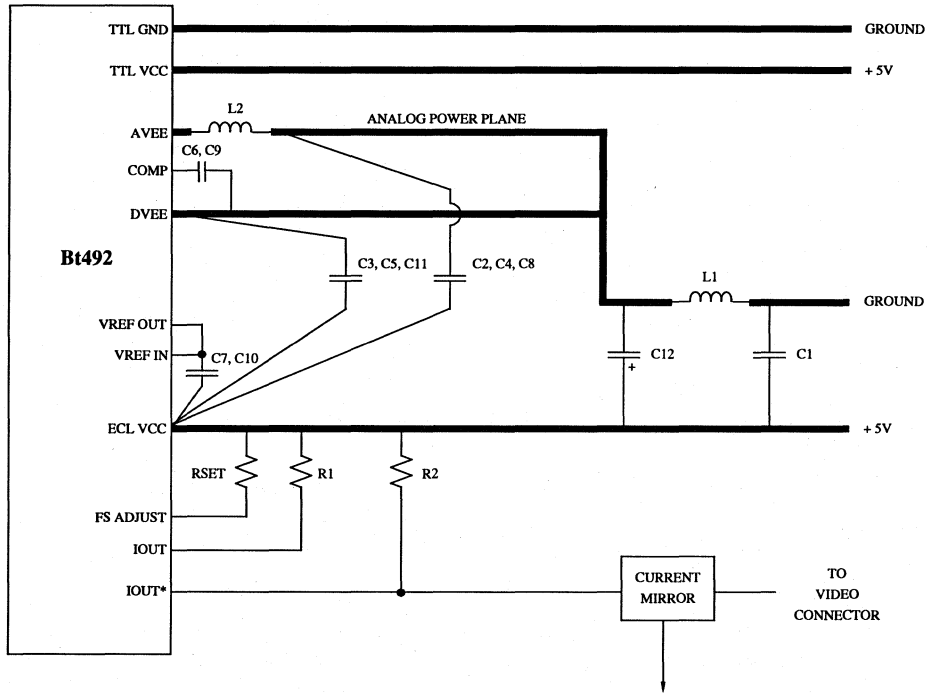 TTL GND
GROUND
TTL VCC
+ 5V
L2
AVEE
ANALOG POWER PLANE
C6, C9
COMP
DVEE
Bt492
C3, C5, C11
C2, C4, C8
L1
GROUND
VREF OUT
VREF IN
C7, C10
C12
+
C1
ECL VCC
+ 5V
RSET
R1
R2
FS ADJUST
IOUT
IOUT*
CURRENT
MIRROR
TO
VIDEO
CONNECTOR